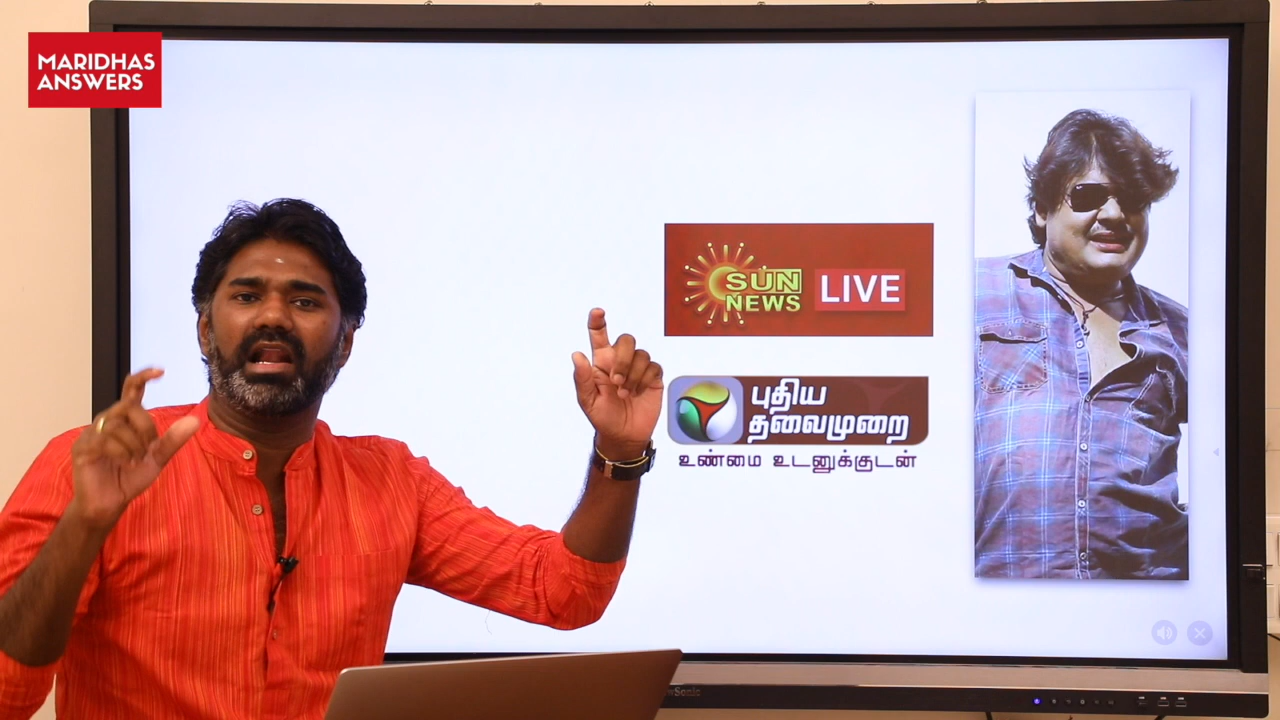 MARIDHAS
ANSWERS
SUN
NEWS
LIVE
புதிய
தலைமுறை
உண்மை உடனுக்குடன்